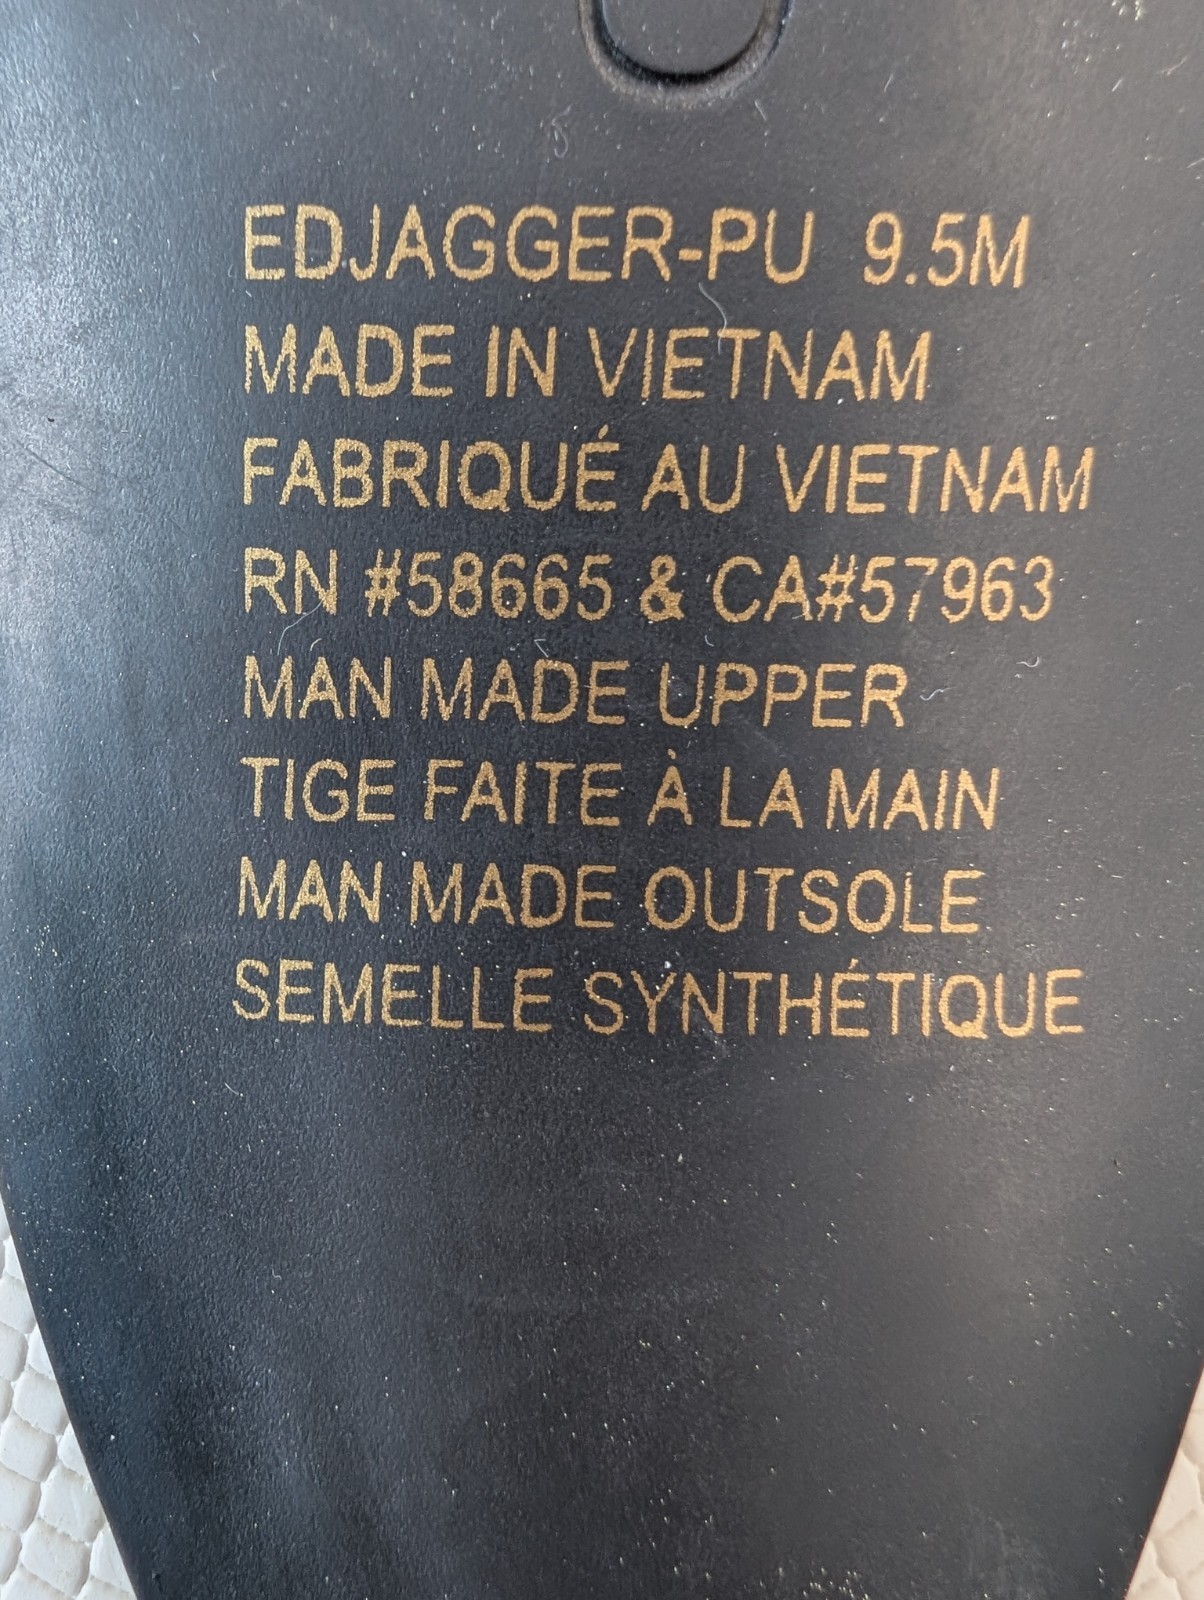 EDJAGGER-PU 9.5M
MADE IN VIETNAM
FABRIQUÉ AU VIETNAM
RN #58665 & CA#57963
MAN MADE UPPER
TIGE FAITE À LA MAIN
MAN MADE OUTSOLE
SEMELLE SYNTHÉTIQUE